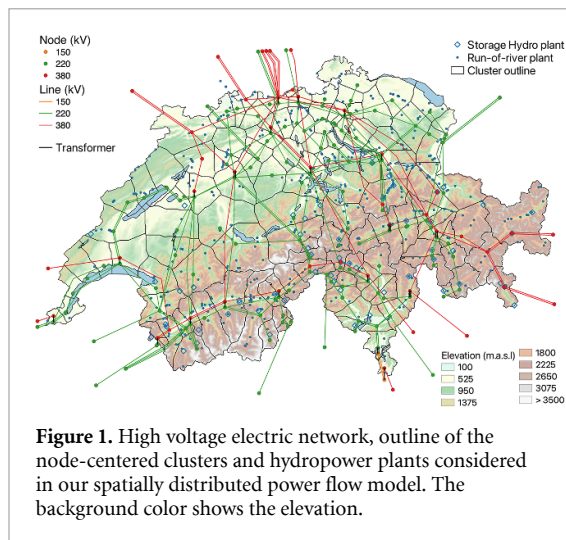 Node (kV)
150
220
380
Line (kV)
150
220
380
Transformer
Storage Hydro plant
Run-of-river plant
Cluster outline
Elevation (m.a.s.l)
100
525
950
1375
1800
2225
2650
3075
> 3500
Figure 1. High voltage electric network, outline of the
node-centered clusters and hydropower plants considered
in our spatially distributed power flow model. The
background color shows the elevation.